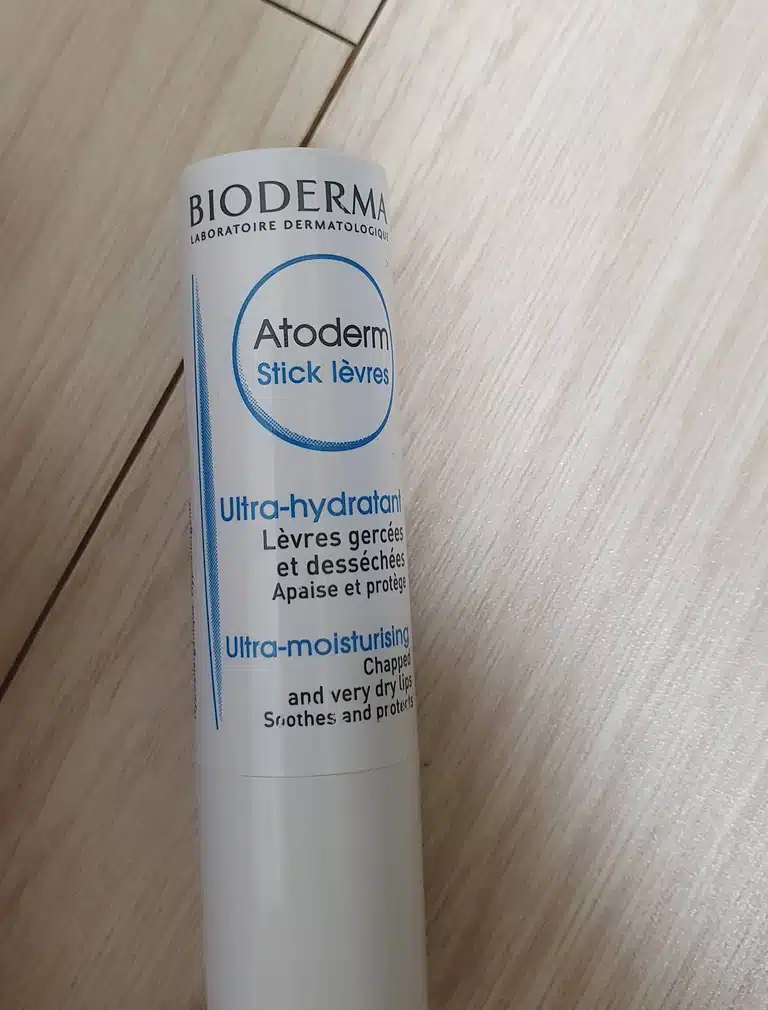 BIODERMA
LABORATOIRE DERMATOLOGIQU
Atoderm
Stick lèvres
Ultra-hydratant
Lèvres gercées
et desséchées
Apaise et protège
Ultra-moisturising
Chapped
and very dry lips
Soothes and protects